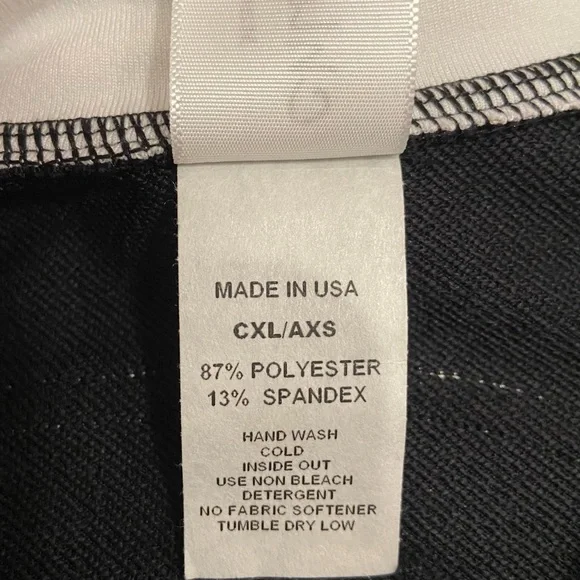 MADE IN USA
CXL/AXS
87% POLYESTER
13% SPANDEX
HAND WASH
COLD
INSIDE OUT
USE NON BLEACH
DETERGENT
NO FABRIC SOFTENER
TUMBLE DRY LOW